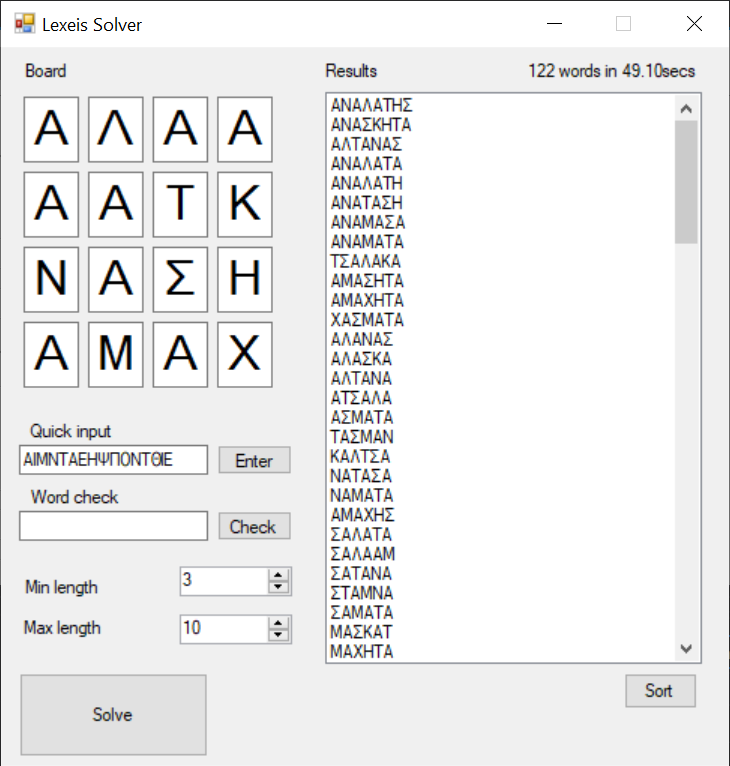 Lexeis Solver
Board
Α Λ Α Α
Α Α Τ Κ
Ν Α Σ Η
Α Μ Α Χ
Quick input
ΑΙΜΝΤΑΕΗΨΠΟΝΤΘΙΕ
Enter
Word check
Check
Min length
3
Max length
10
Solve
Results
122 words in 49.10secs
ΑΝΑΛΑΤΗΣ
ΑΝΑΣΚΗΤΑ
ΑΛΤΑΝΑΣ
ΑΝΑΛΑΤΑ
ΑΝΑΛΑΤΗ
ΑΝΑΤΑΣΗ
ΑΝΑΜΑΣΑ
ΑΝΑΜΑΤΑ
ΤΣΑΛΑΚΑ
ΑΜΑΣΗΤΑ
ΑΜΑΧΗΤΑ
ΧΑΣΜΑΤΑ
ΑΛΑΝΑΣ
ΑΛΑΣΚΑ
ΑΛΤΑΝΑ
ΑΤΣΑΛΑ
ΑΣΜΑΤΑ
ΤΑΣΜΑΝ
ΚΑΛΤΣΑ
ΝΑΤΑΣΑ
ΝΑΜΑΤΑ
ΑΜΑΧΗΣ
ΣΑΛΑΤΑ
ΣΑΛΑΑΜ
ΣΑΤΑΝΑ
ΣΤΑΜΝΑ
ΣΑΜΑΤΑ
ΜΑΣΚΑΤ
ΜΑΧΗΤΑ
Sort